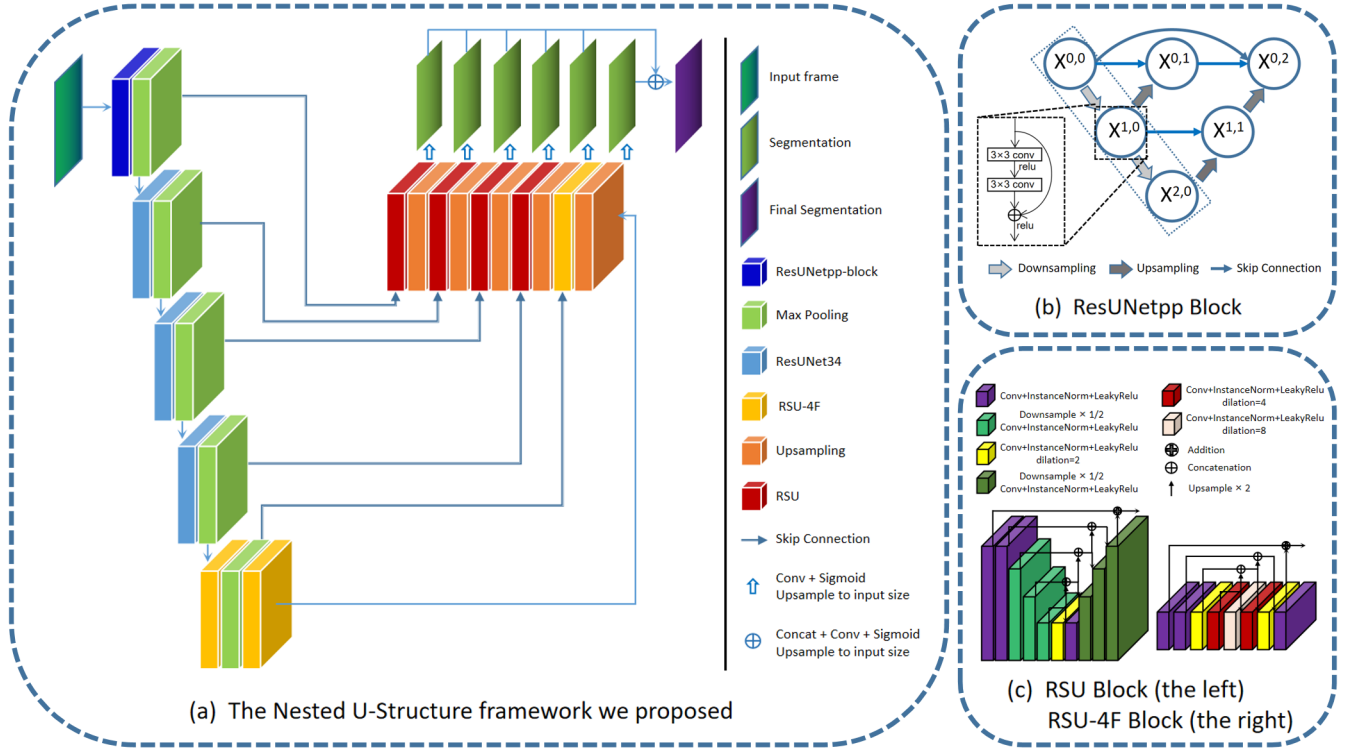 Input frame
Segmentation
Final Segmentation
ResUNetpp-block
Max Pooling
ResUNet34
RSU-4F
Upsampling
RSU
Skip Connection
Conv + Sigmoid
Upsample to input size
Concat + Conv + Sigmoid
Upsample to input size
(a) The Nested U-Structure framework we proposed
X0,0
X0,1
X0,2
X1,0
X1,1
X2,0
3×3 conv
relu
3×3 conv
relu
Downsampling
Upsampling
Skip Connection
(b) ResUNetpp Block
Conv+InstanceNorm+LeakyRelu
Downsample × 1/2
Conv+InstanceNorm+LeakyRelu
Conv+InstanceNorm+LeakyRelu
dilation=2
Downsample × 1/2
Conv+InstanceNorm+LeakyRelu
Conv+InstanceNorm+LeakyRelu
dilation=4
Conv+InstanceNorm+LeakyRelu
dilation=8
Addition
Concatenation
Upsample × 2
(c) RSU Block (the left)
RSU-4F Block (the right)